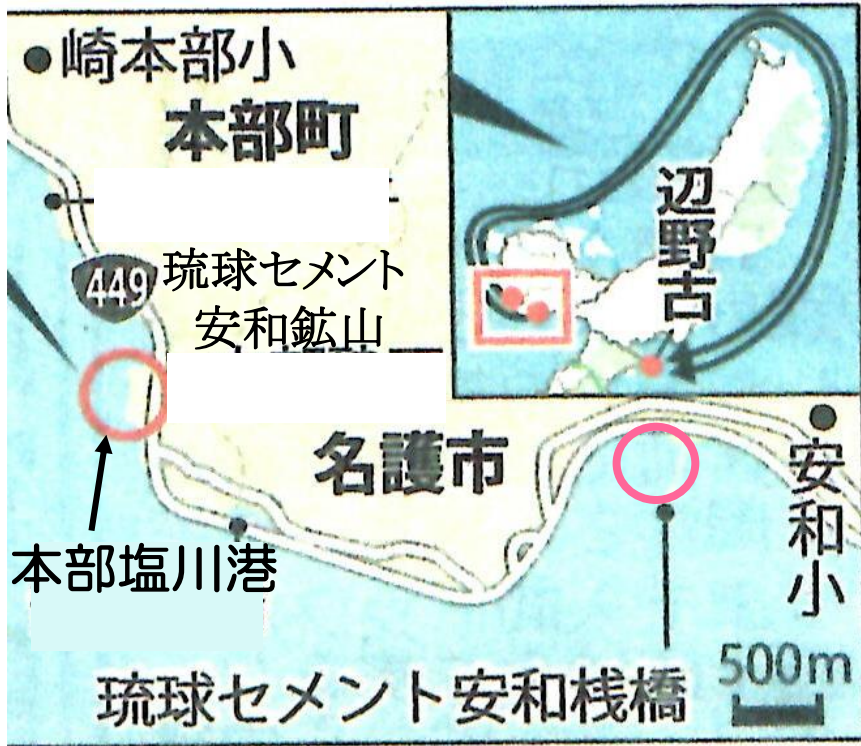 崎本部小
本部町
辺野古
449
琉球セメント
安和鉱山
名護市
安和小
本部塩川港
500m
琉球セメント安和桟橋